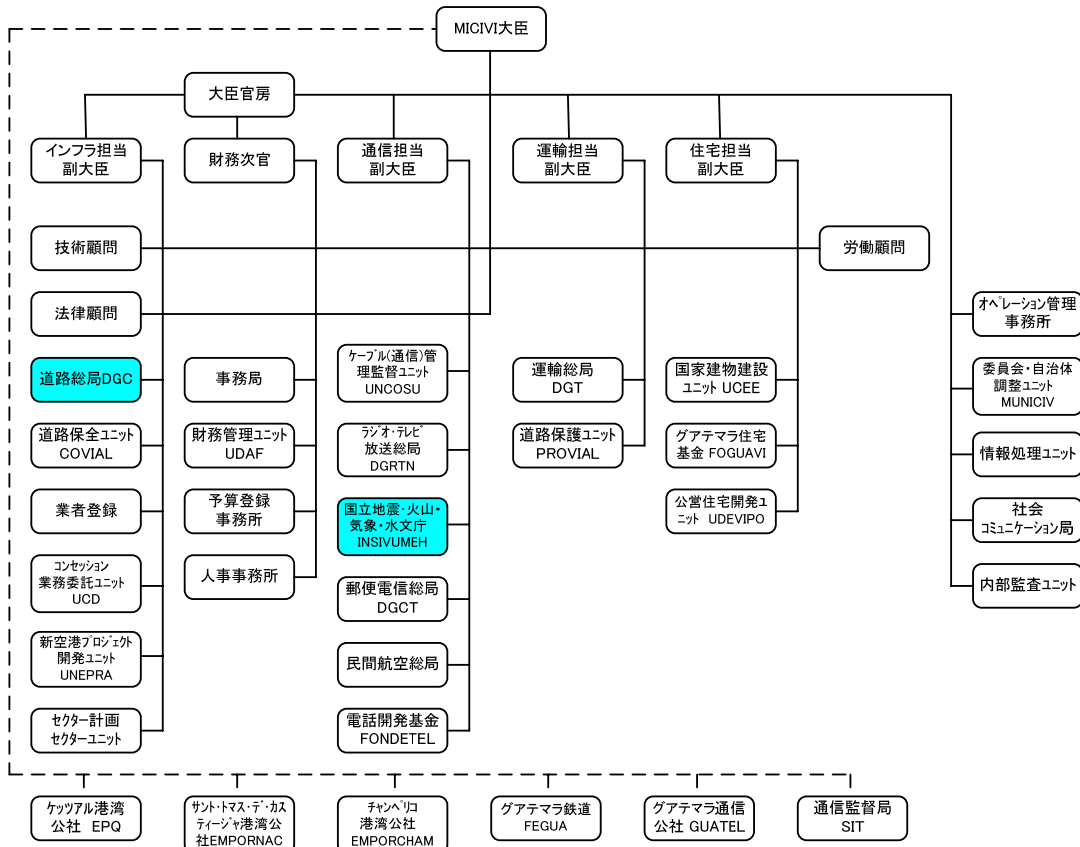 MICIVI大臣
大臣官房
インフラ担当
副大臣
財務次官
通信担当
副大臣
運輸担当
副大臣
住宅担当
副大臣
技術顧問
労働顧問
法律顧問
オペレーション管理
事務所
道路総局DGC
事務局
ケーブル(通信)管
理監督ユニット
UNCOSU
運輸総局
DGT
国家建物建設
ユニット UCEE
委員会・自治体
調整ユニット
MUNICIV
道路保全ユニット
COVIAL
財務管理ユニット
UDAF
ラジオ・テレビ
放送総局
DGRTN
道路保護ユニット
PROVIAL
グアテマラ住宅
基金 FOGUAVI
情報処理ユニット
業者登録
予算登録
事務所
国立地震・火山・
気象・水文庁
INSIVUMEH
公営住宅開発ユ
ニット UDEVIPO
社会
コミュニケーション局
コンセッション
業務委託ユニット
UCD
人事事務所
郵便電信総局
DGCT
内部監査ユニット
新空港プロジェクト
開発ユニット
UNEPRA
民間航空総局
セクター計画
セクターユニット
電話開発基金
FONDETEL
ケッツアル港湾
公社 EPQ
サント・トマス・デ・カス
ティージャ港湾公
社EMPORNAC
チャンペリコ
港湾公社
EMPORCHAM
グアテマラ鉄道
FEGUA
グアテマラ通信
公社 GUATEL
通信監督局
SIT